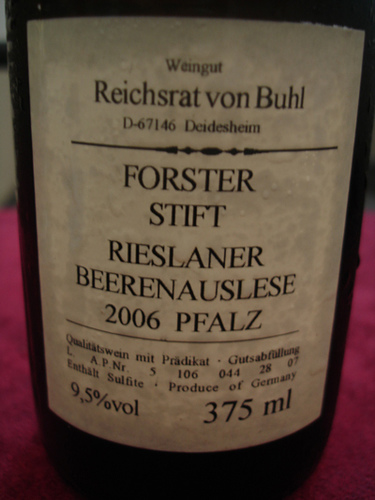 Weingut
Reichsrat von Buhl
D-67146 Deidesheim
FORSTER
STIFT
RIESLANER
BEERENAUSLESE
2006 PFALZ
Qualitätswein mit Prädikat · Gutsabfüllung
L. A.P Nr. 5 106 044 28 07
Enthält Sulfite · Produce of Germany
9,5%vol 375 ml